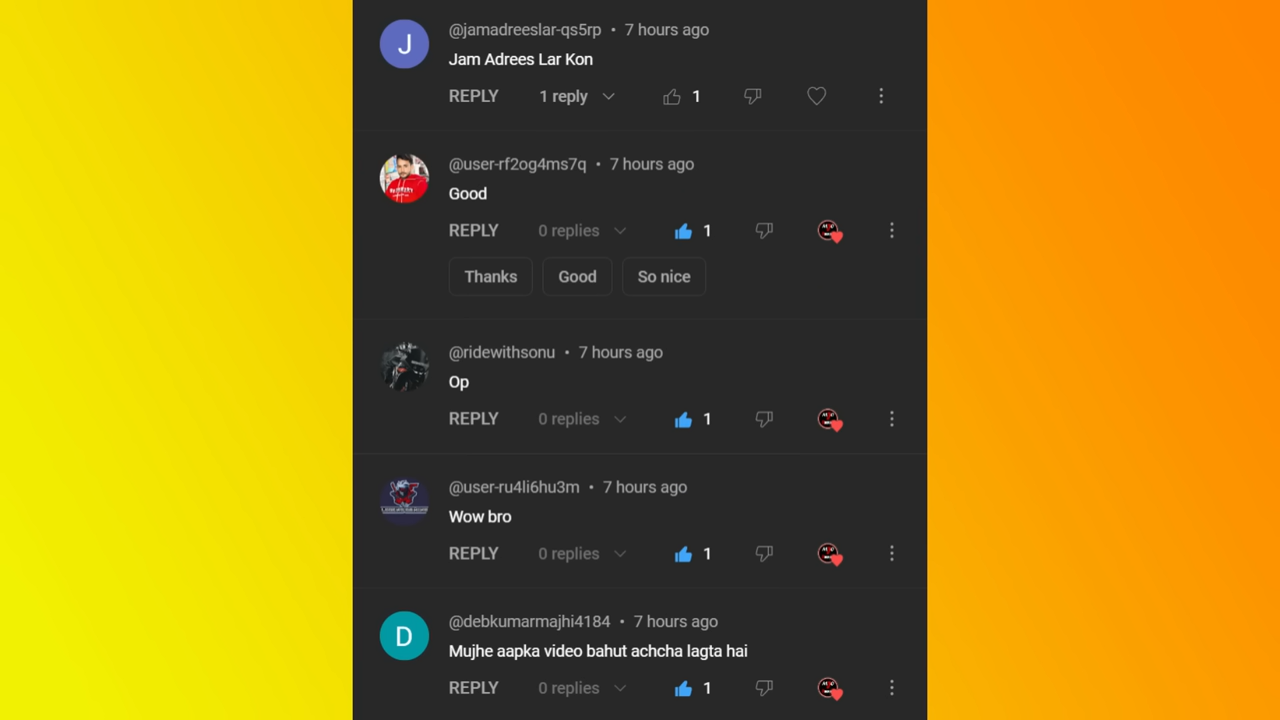 J
@jamadreeslar-qs5rp • 7 hours ago
Jam Adrees Lar Kon
REPLY 1 reply 1
@user-rf2og4ms7q • 7 hours ago
Good
REPLY 0 replies 1
Thanks Good So nice
@ridewithsonu • 7 hours ago
Op
REPLY 0 replies 1
@user-ru4li6hu3m • 7 hours ago
Wow bro
REPLY 0 replies 1
D
@debkumarmajhi4184 • 7 hours ago
Mujhe aapka video bahut achcha lagta hai
REPLY 0 replies 1